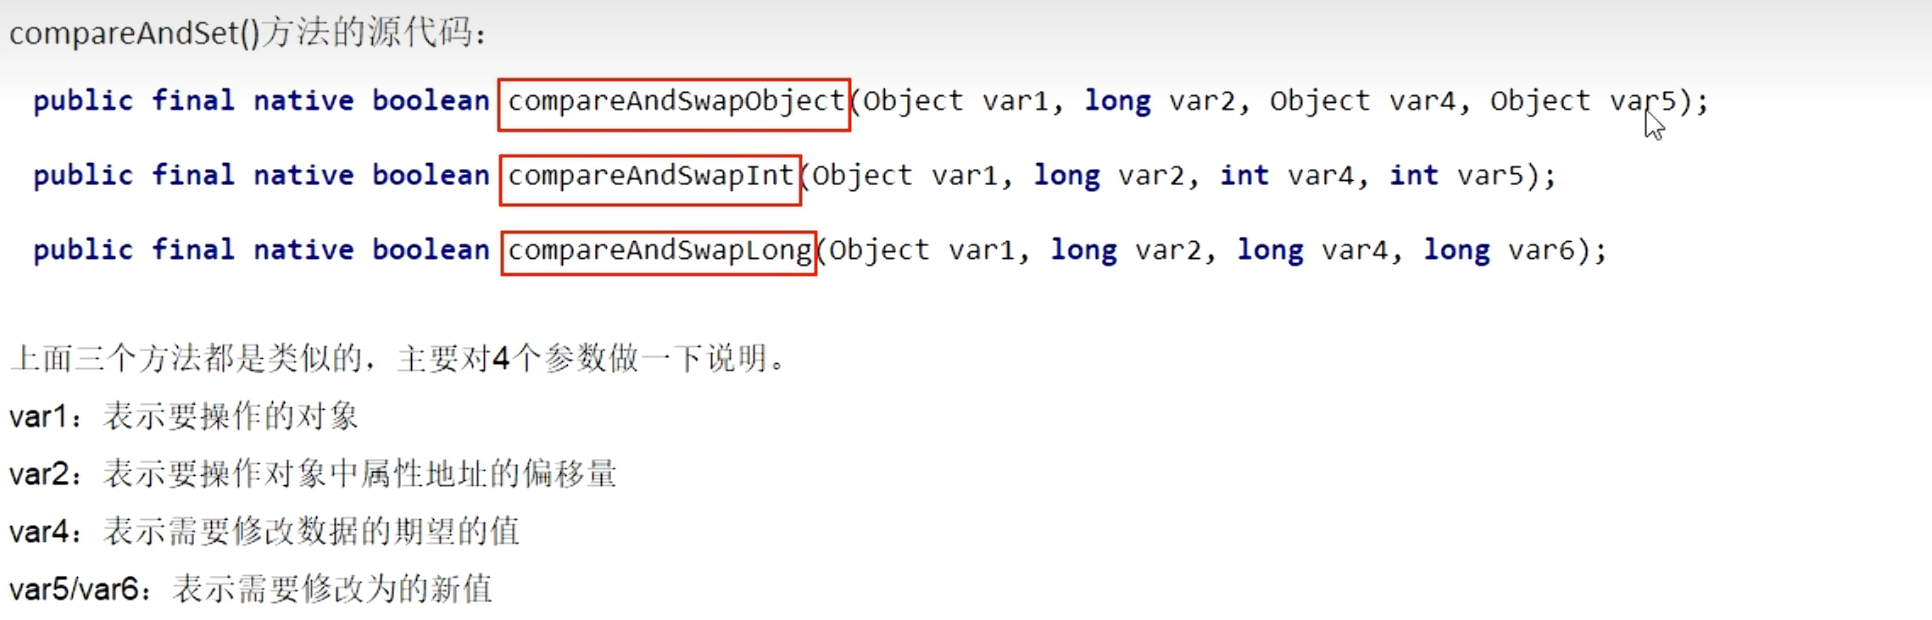 compareAndSet()方法的源代码：
public final native boolean compareAndSwapObject(Object var1, long var2, Object var4, Object var5);
public final native boolean compareAndSwapInt(Object var1, long var2, int var4, int var5);
public final native boolean compareAndSwapLong(Object var1, long var2, long var4, long var6);
上面三个方法都是类似的，主要对4个参数做一下说明。
var1：表示要操作的对象
var2：表示要操作对象中属性地址的偏移量
var4：表示需要修改数据的期望的值
var5/var6：表示需要修改为的新值